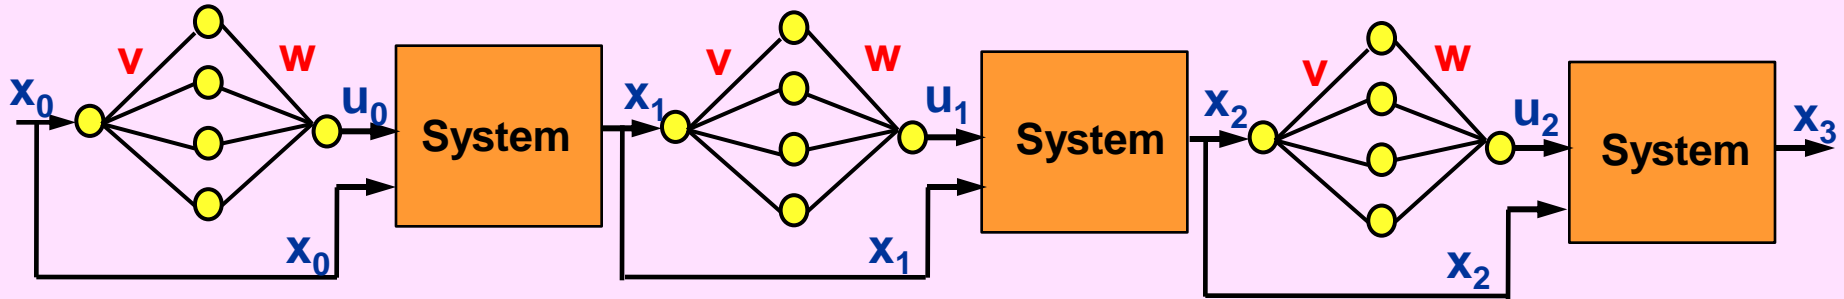 v w v w v w
x₀ u₀ x₁ u₁ x₂ u₂ x₃
System System System
x₀ x₁ x₂